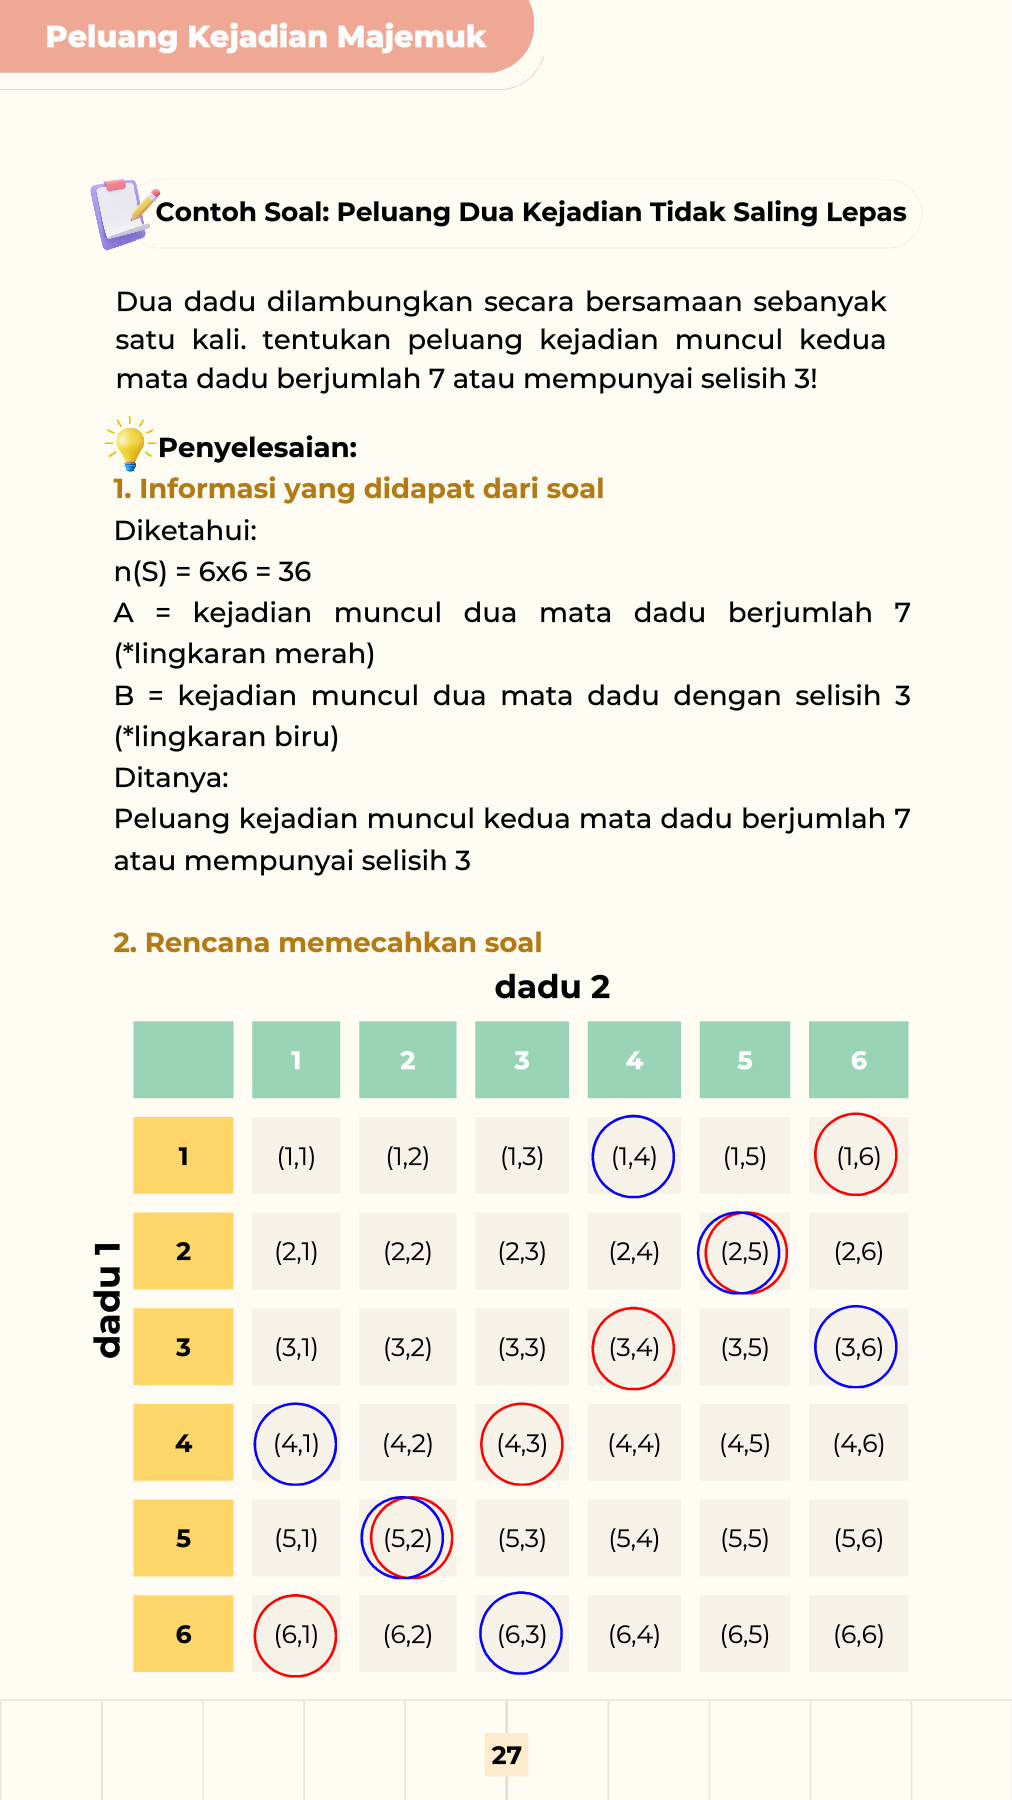 Peluang Kejadian Majemuk
Contoh Soal: Peluang Dua Kejadian Tidak Saling Lepas
Dua dadu dilambungkan secara bersamaan sebanyak
satu kali. tentukan peluang kejadian muncul kedua
mata dadu berjumlah 7 atau mempunyai selisih 3!
Penyelesaian:
1. Informasi yang didapat dari soal
Diketahui:
n(S) = 6x6 = 36
A = kejadian muncul dua mata dadu berjumlah 7
(*lingkaran merah)
B = kejadian muncul dua mata dadu dengan selisih 3
(*lingkaran biru)
Ditanya:
Peluang kejadian muncul kedua mata dadu berjumlah 7
atau mempunyai selisih 3
2. Rencana memecahkan soal
dadu 2
1 2 3 4 5 6
1 (1,1) (1,2) (1,3) (1,4) (1,5) (1,6)
dadu 1
2 (2,1) (2,2) (2,3) (2,4) (2,5) (2,6)
3 (3,1) (3,2) (3,3) (3,4) (3,5) (3,6)
4 (4,1) (4,2) (4,3) (4,4) (4,5) (4,6)
5 (5,1) (5,2) (5,3) (5,4) (5,5) (5,6)
6 (6,1) (6,2) (6,3) (6,4) (6,5) (6,6)
27